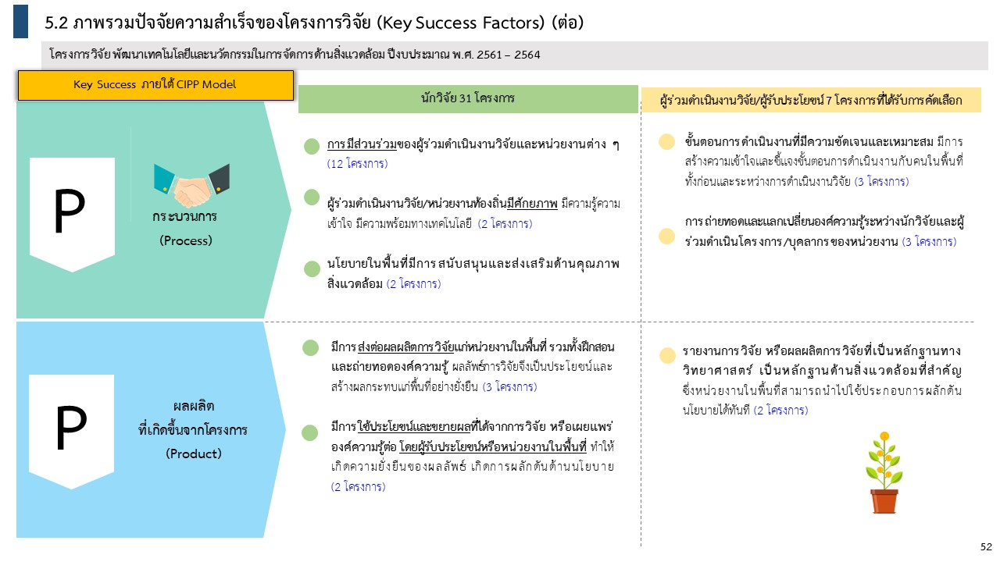 5.2 ภาพรวมปัจจัยความสำเร็จของโครงการวิจัย (Key Success Factors) (ต่อ)
โครงการวิจัย พัฒนาเทคโนโลยีและนวัตกรรมในการจัดการด้านสิ่งแวดล้อม ปีงบประมาณ พ.ศ. 2561 – 2564
Key Success ภายใต้ CIPP Model
นักวิจัย 31 โครงการ
ผู้ร่วมดำเนินงานวิจัย/ผู้รับประโยชน์ 7 โครงการที่ได้รับการคัดเลือก
P
กระบวนการ
(Process)
การมีส่วนร่วมของผู้ร่วมดำเนินงานวิจัยและหน่วยงานต่าง ๆ
(12 โครงการ)
ผู้ร่วมดำเนินงานวิจัย/หน่วยงานท้องถิ่นมีศักยภาพ มีความรู้ความ
เข้าใจ มีความพร้อมทางเทคโนโลยี (2 โครงการ)
นโยบายในพื้นที่มีการสนับสนุนและส่งเสริมด้านคุณภาพ
สิ่งแวดล้อม (2 โครงการ)
ขั้นตอนการดำเนินงานที่มีความชัดเจนและเหมาะสม มีการ
สร้างความเข้าใจและชี้แจงขั้นตอนการดำเนินงานกับคนในพื้นที่
ทั้งก่อนและระหว่างการดำเนินงานวิจัย (3 โครงการ)
การถ่ายทอดและแลกเปลี่ยนองค์ความรู้ระหว่างนักวิจัยและผู้
ร่วมดำเนินโครงการ/บุคลากรของหน่วยงาน (3 โครงการ)
P
ผลผลิต
ที่เกิดขึ้นจากโครงการ
(Product)
มีการส่งต่อผลผลิตการวิจัยแก่หน่วยงานในพื้นที่ รวมทั้งฝึกสอน
และถ่ายทอดองค์ความรู้ ผลลัพธ์การวิจัยจึงเป็นประโยชน์และ
สร้างผลกระทบแก่พื้นที่อย่างยั่งยืน (3 โครงการ)
มีการใช้ประโยชน์และขยายผลที่ได้จากการวิจัย หรือเผยแพร่
องค์ความรู้ต่อ โดยผู้รับประโยชน์หรือหน่วยงานในพื้นที่ ทำให้
เกิดความยั่งยืนของผลลัพธ์ เกิดการผลักดันด้านนโยบาย
(2 โครงการ)
รายงานการวิจัย หรือผลผลิตการวิจัยที่เป็นหลักฐานทาง
วิทยาศาสตร์ เป็นหลักฐานด้านสิ่งแวดล้อมที่สำคัญ
ซึ่งหน่วยงานในพื้นที่สามารถนำไปใช้ประกอบการผลักดัน
นโยบายได้ทันที (2 โครงการ)
52